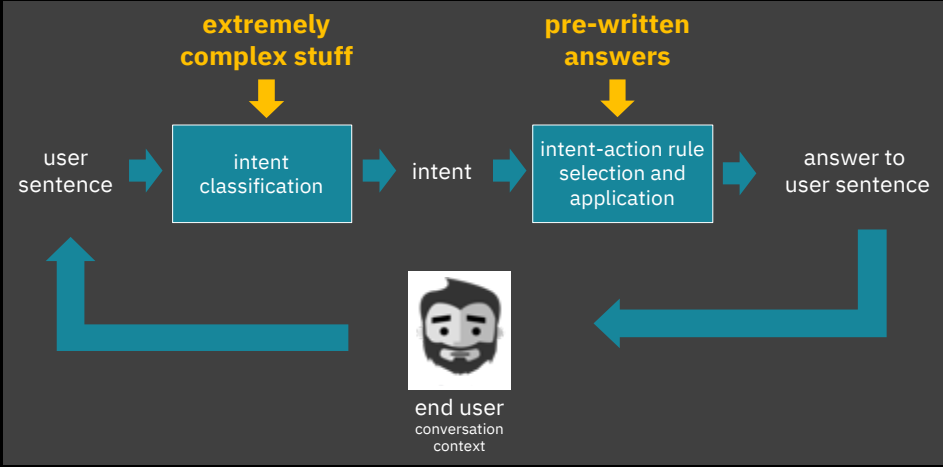 extremely
complex stuff
pre-written
answers
user
sentence
intent
classification
intent
intent-action rule
selection and
application
answer to
user sentence
end user
conversation
context